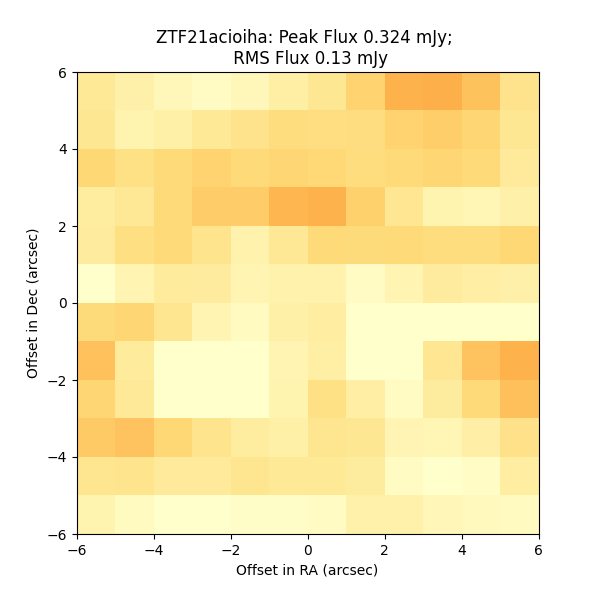 ZTF21acioiha: Peak Flux 0.324 mJy;
RMS Flux 0.13 mJy
6
4
2
0
−2
−4
−6
Offset in Dec (arcsec)
−6 −4 −2 0 2 4 6
Offset in RA (arcsec)